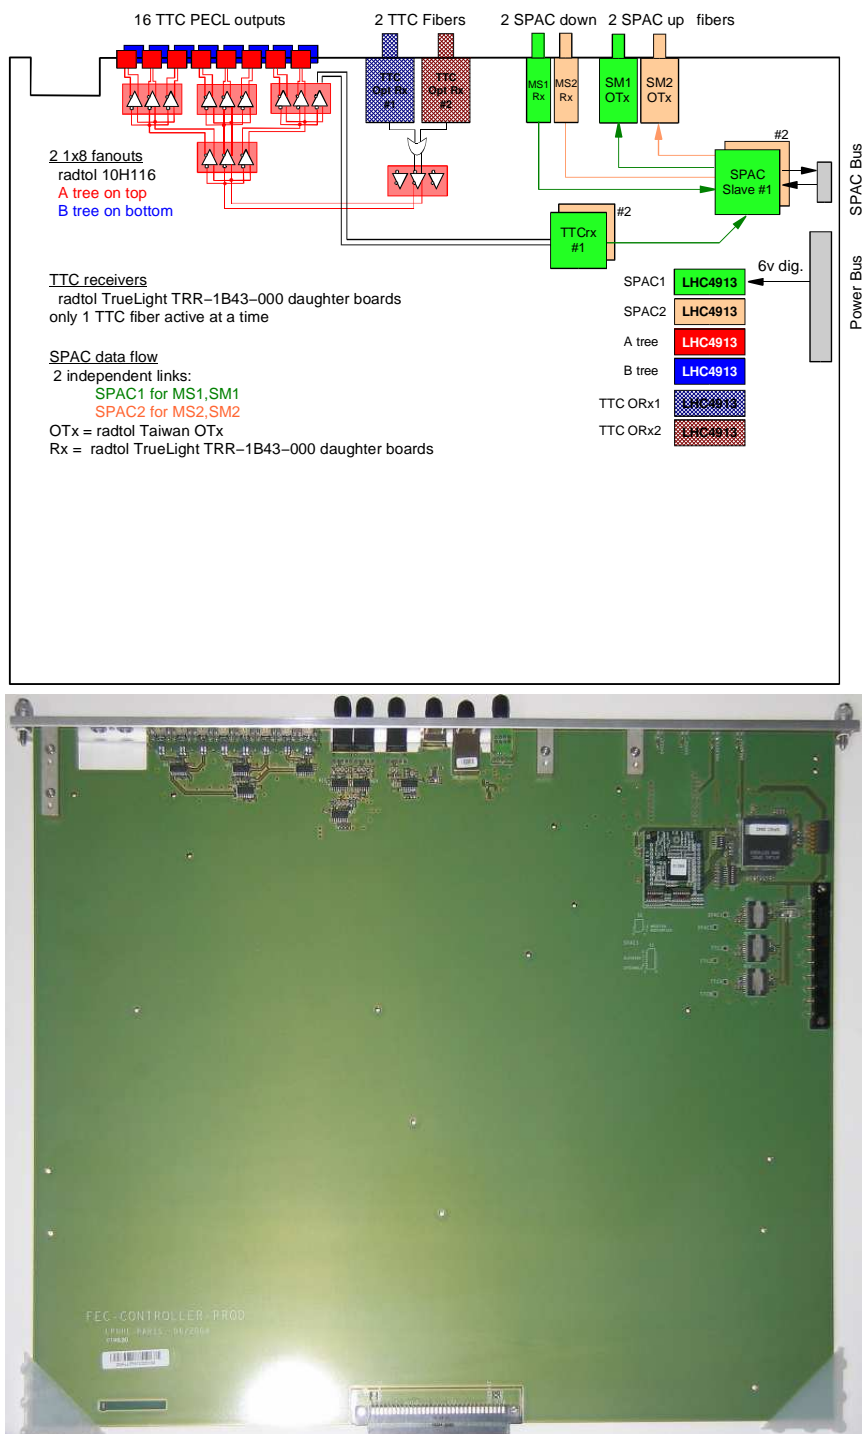 16 TTC PECL outputs
2 TTC Fibers
2 SPAC down
2 SPAC up fibers
TTC
Opt Rx
#1
TTC
Opt Rx
#2
MS1
Rx
MS2
Rx
SM1
OTx
SM2
OTx
#2
SPAC
Slave #1
SPAC Bus
2 1x8 fanouts
radtol 10H116
A tree on top
B tree on bottom
#2
TTCrx
#1
6v dig.
Power Bus
TTC receivers
radtol TrueLight TRR−1B43−000 daughter boards
only 1 TTC fiber active at a time
SPAC1 LHC4913
SPAC2 LHC4913
A tree LHC4913
B tree LHC4913
TTC ORx1 LHC4913
TTC ORx2 LHC4913
SPAC data flow
2 independent links:
SPAC1 for MS1,SM1
SPAC2 for MS2,SM2
OTx = radtol Taiwan OTx
Rx = radtol TrueLight TRR−1B43−000 daughter boards
FEC-CONTROLLER-PROD